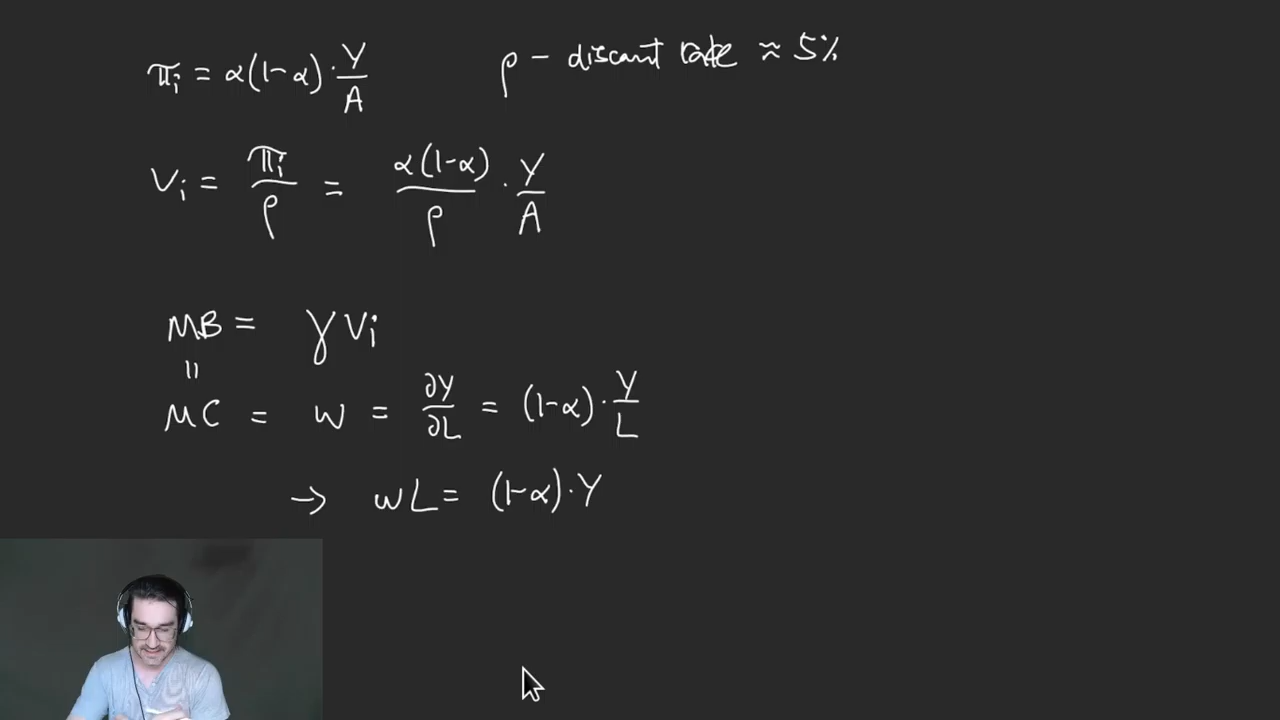 πᵢ = α(1-α)·Y/A    ρ - discount rate ≈ 5%
Vᵢ = πᵢ/ρ = α(1-α)/ρ · Y/A
MB = γVᵢ
||
MC = w = ∂Y/∂L = (1-α)·Y/L
→ wL = (1-α)·Y